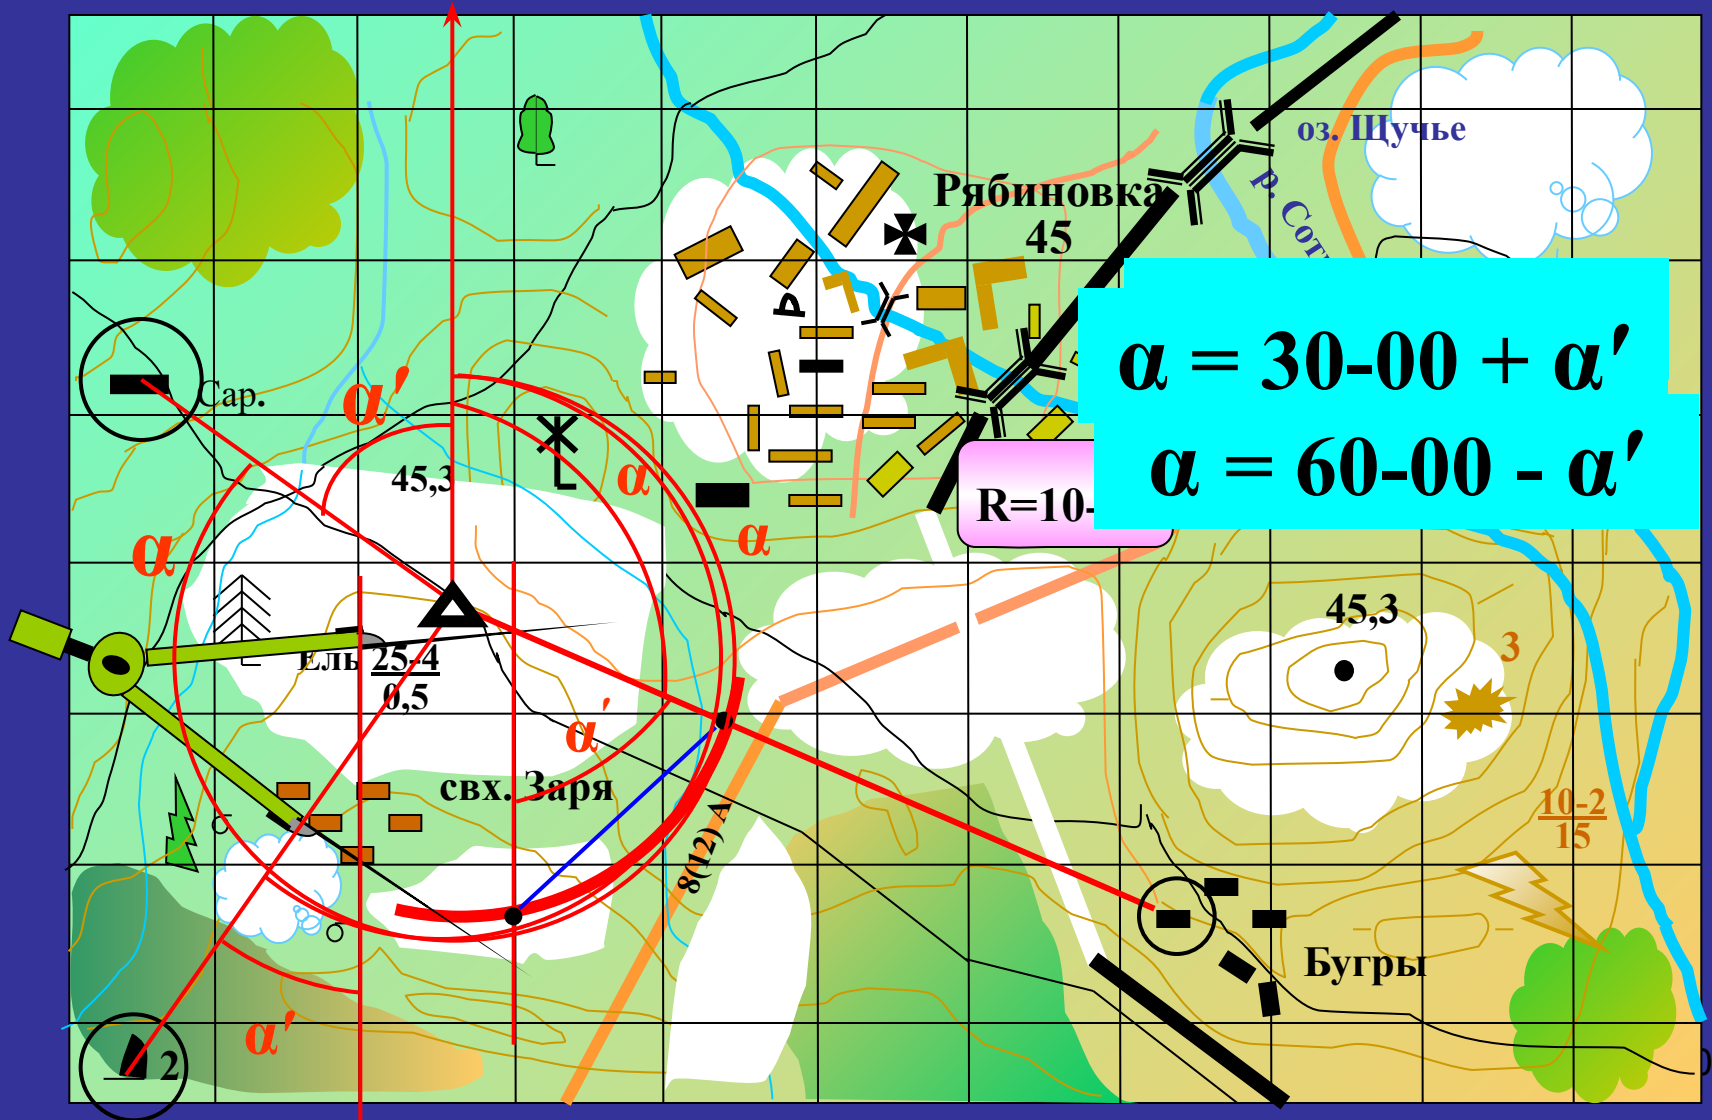 оз. Щучье
р. Сот
Рябиновка
45
α = 30-00 + α′
α = 60-00 - α′
R=10-
Сар.
α′
45,3
α
α
α
45,3
3
Ель 25-4
0,5
α′
свх. Заря
8(12) А
10-2
15
Бугры
α′
2